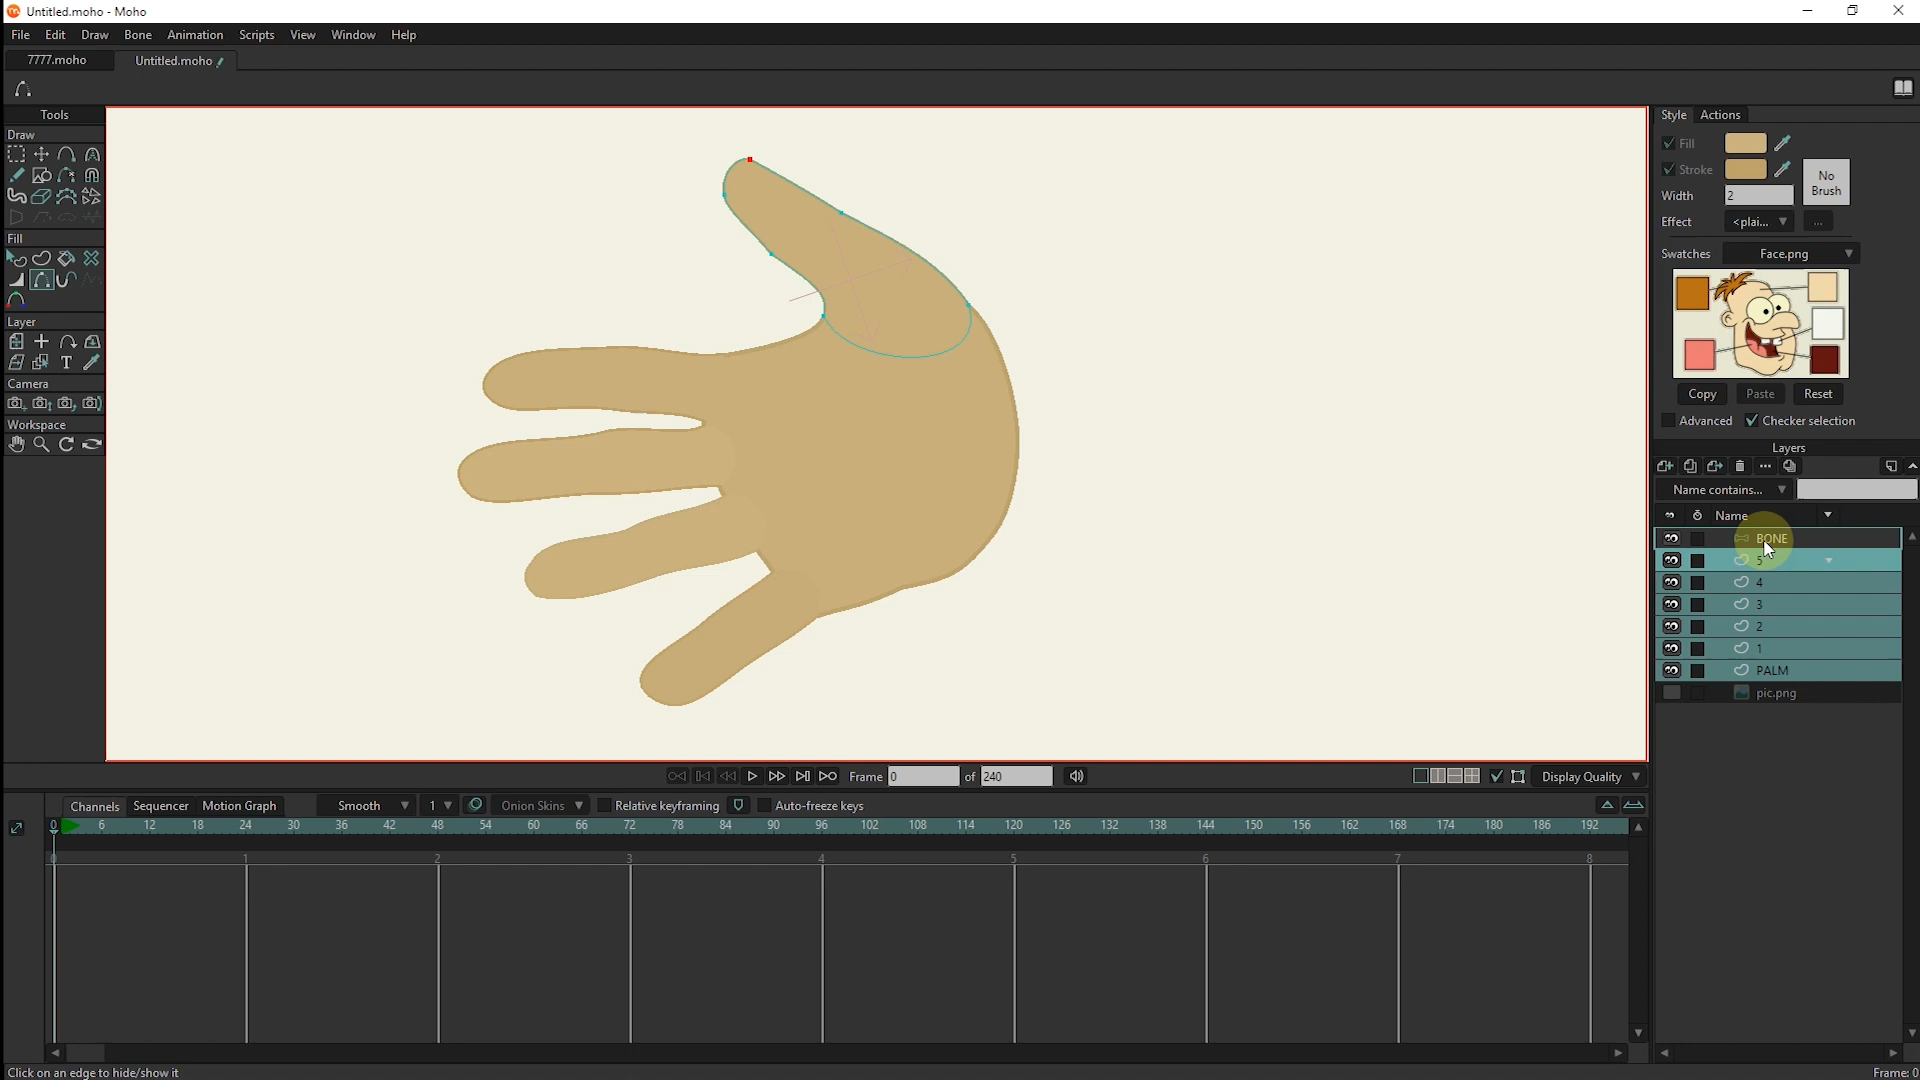 Untitled.moho - Moho
File Edit Draw Bone Animation Scripts View Window Help
7777.moho Untitled.moho
Tools
Draw
Fill
Layer
Camera
Workspace
Style Actions
Fill
Stroke
No Brush
Width 2
Effect <plai... ...
Swatches Face.png
Copy Paste Reset
Advanced Checker selection
Layers
Name contains...
Name
BONE
5
4
3
2
1
PALM
pic.png
Frame 0 of 240 Display Quality
Channels Sequencer Motion Graph Smooth 1 Onion Skins Relative keyframing Auto-freeze keys
0 6 12 18 24 30 36 42 48 54 60 66 72 78 84 90 96 102 108 114 120 126 132 138 144 150 156 162 168 174 180 186 192
0 1 2 3 4 5 6 7 8
Click on an edge to hide/show it Frame: 0